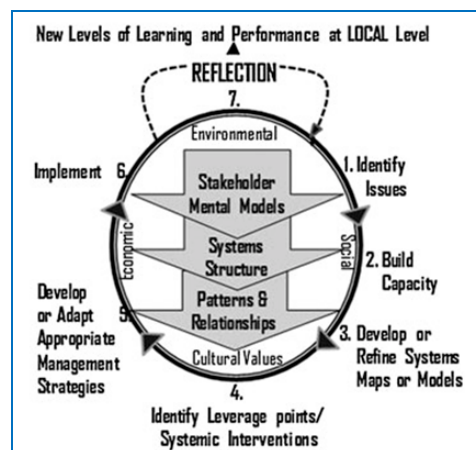 New Levels of Learning and Performance at LOCAL Level
REFLECTION
7.
Environmental
Implement 6.
1. Identify
Issues
Stakeholder
Mental Models
Economic
Systems
Structure
Social
2. Build
Capacity
Patterns &
Relationships
Develop 5.
or Adapt
Appropriate
Management
Strategies
3. Develop or
Refine Systems
Maps or Models
Cultural Values
4.
Identify Leverage points/
Systemic Interventions